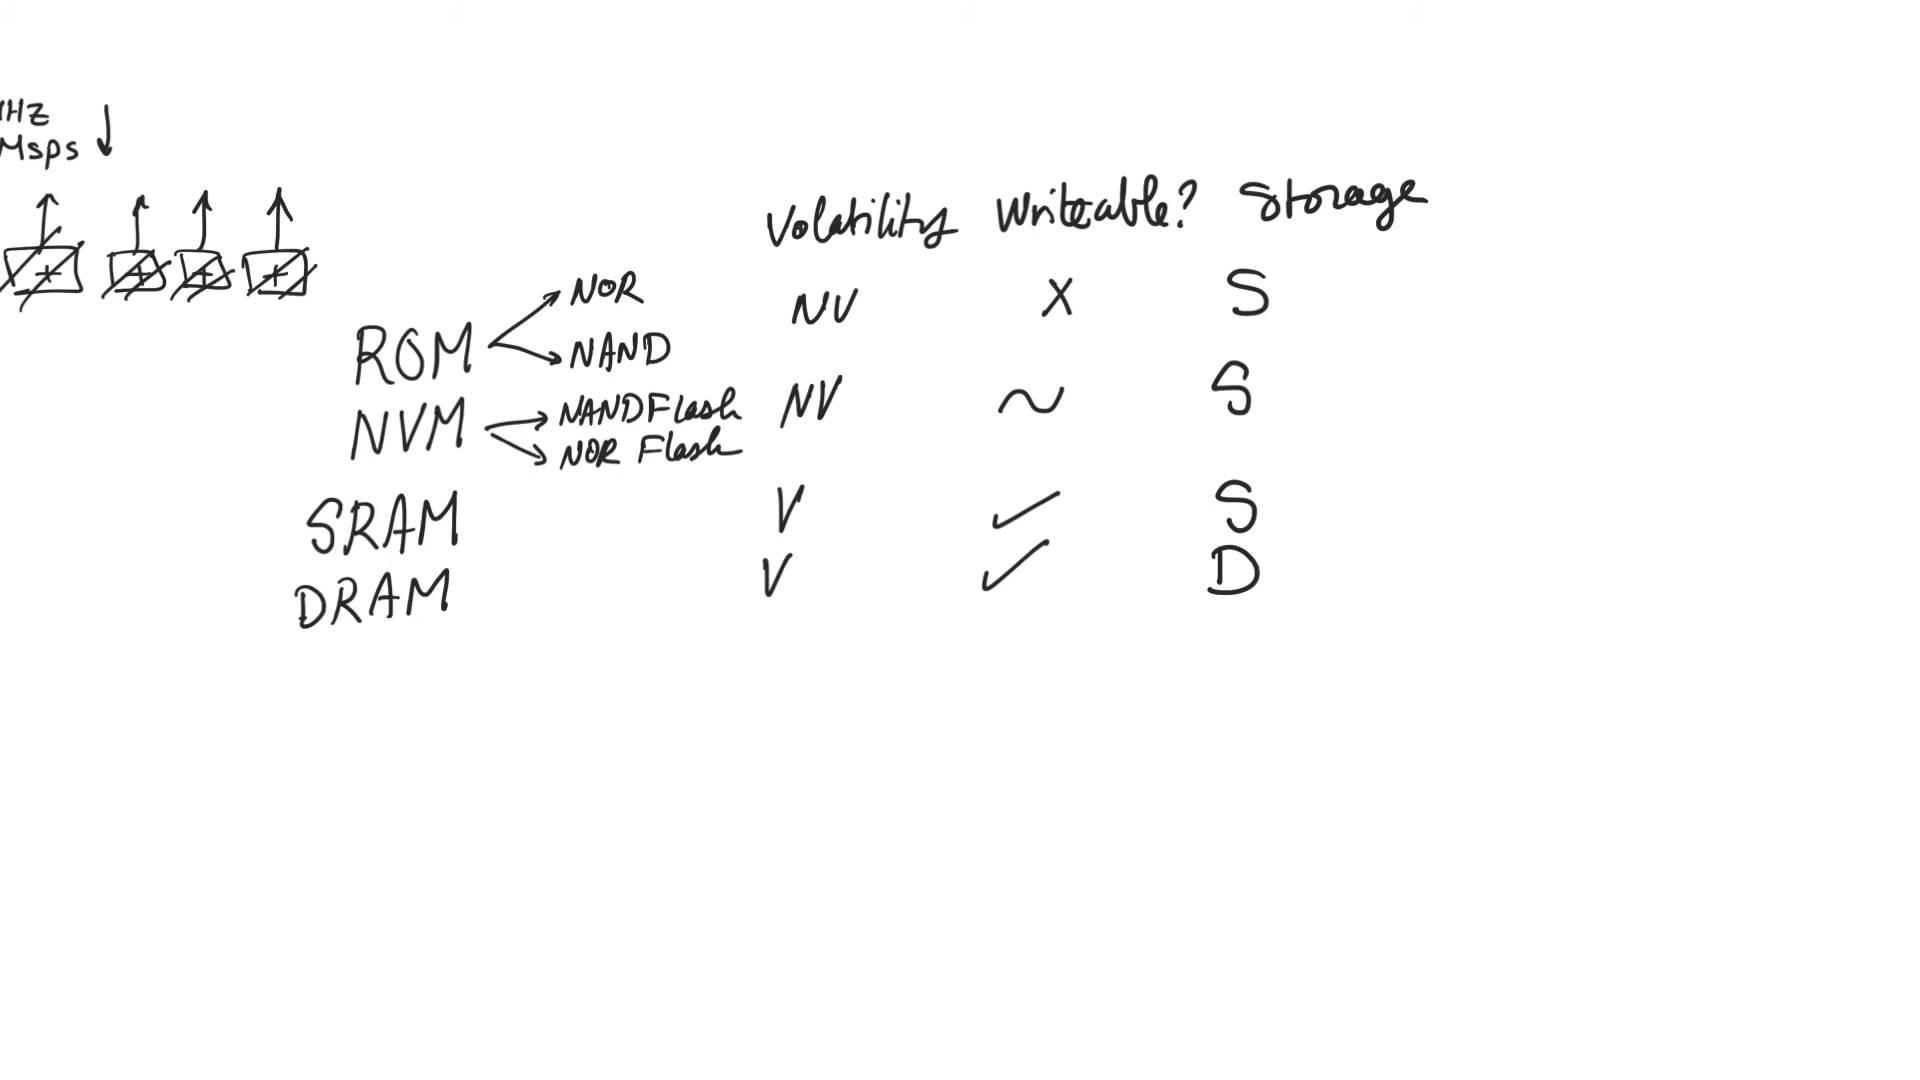 HZ
Msps ↓
+ + + +
Volatility Writeable? Storage
ROM NOR NV X S
NAND
NVM NAND Flash NV ~ S
NOR Flash
SRAM V ✓ S
DRAM V ✓ D